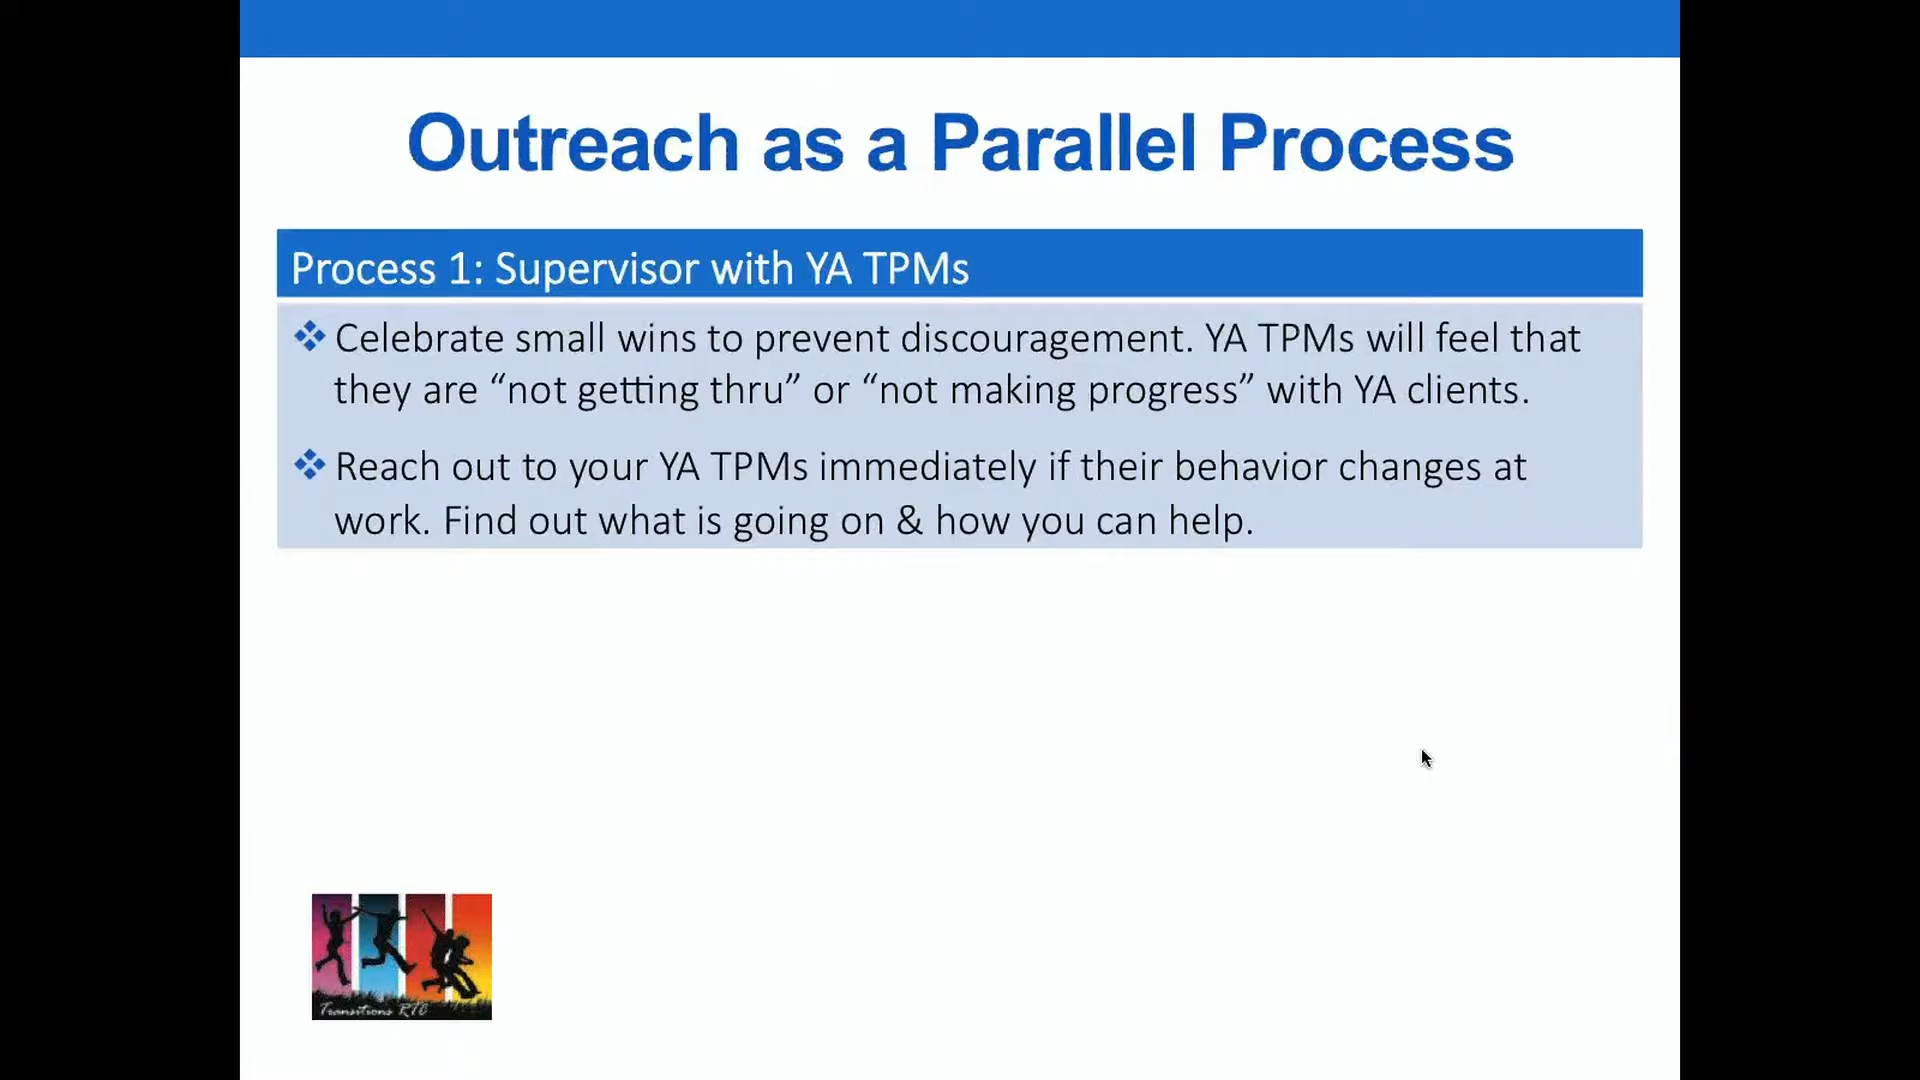 Outreach as a Parallel Process
Process 1: Supervisor with YA TPMs
Celebrate small wins to prevent discouragement. YA TPMs will feel that
they are “not getting thru” or “not making progress” with YA clients.
Reach out to your YA TPMs immediately if their behavior changes at
work. Find out what is going on & how you can help.
Transitions RTC